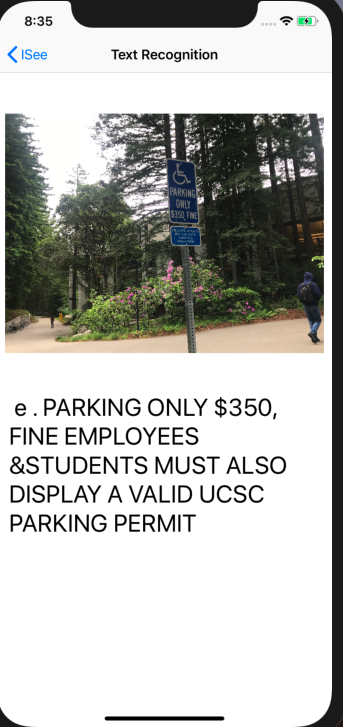 8:35
ISee
Text Recognition
PARKING
ONLY
$350 FINE
e . PARKING ONLY $350,
FINE EMPLOYEES
&STUDENTS MUST ALSO
DISPLAY A VALID UCSC
PARKING PERMIT